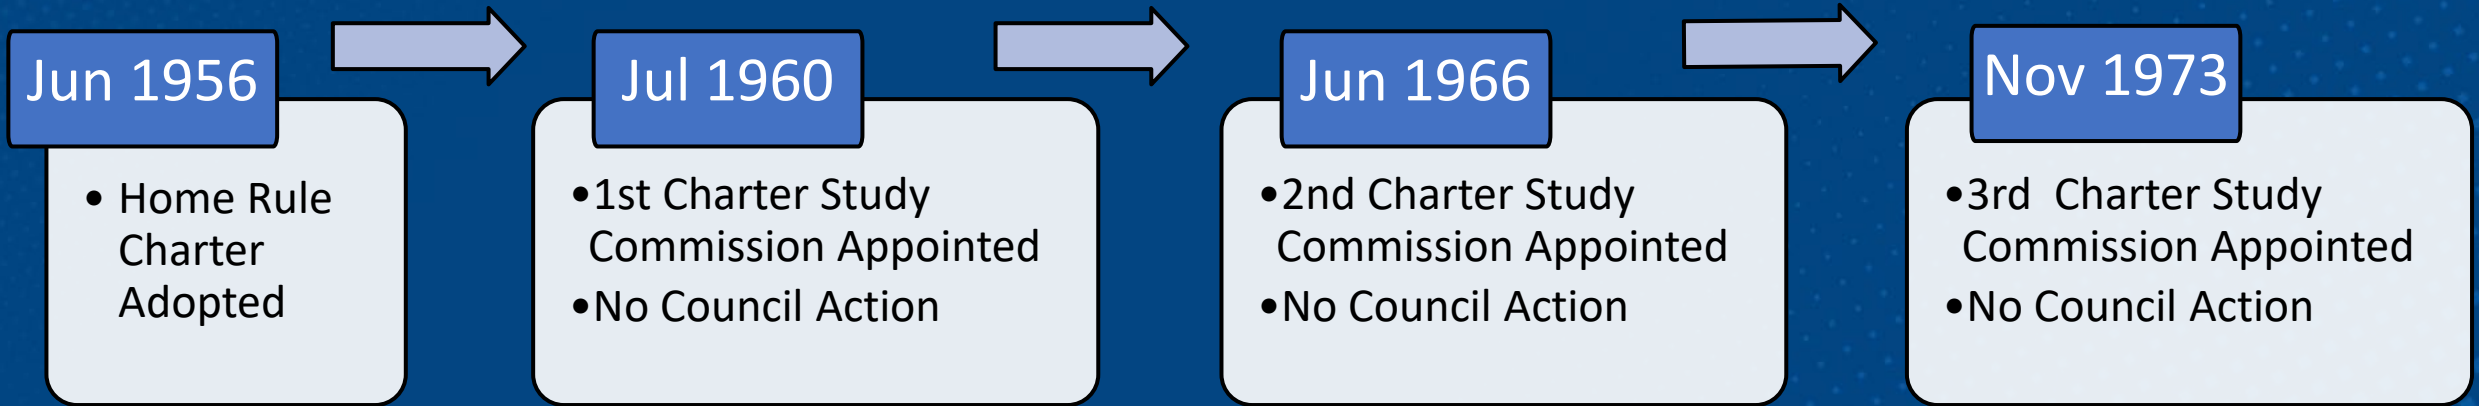 Jun 1956
• Home Rule
Charter
Adopted
Jul 1960
•1st Charter Study
Commission Appointed
•No Council Action
Jun 1966
•2nd Charter Study
Commission Appointed
•No Council Action
Nov 1973
•3rd  Charter Study
Commission Appointed
•No Council Action